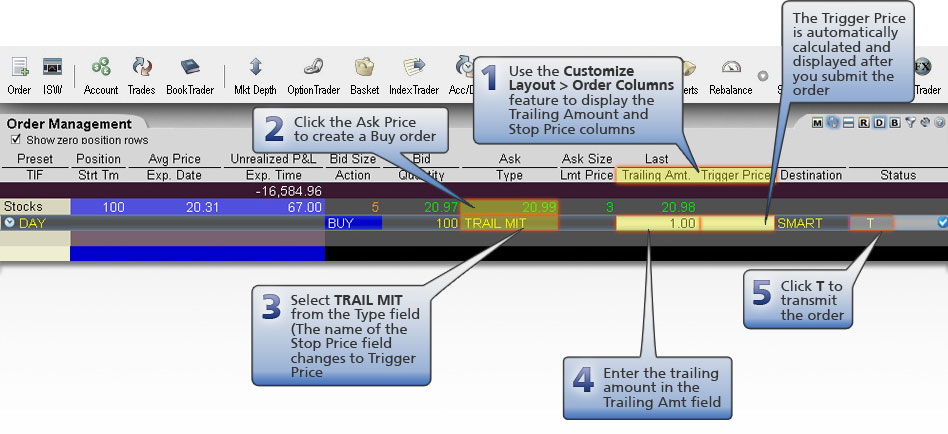 The Trigger Price
is automatically
calculated and
displayed after
you submit the
order
1 Use the Customize
Layout > Order Columns
feature to display the
Trailing Amount and
Stop Price columns
Order ISW Account Trades BookTrader Mkt Depth OptionTrader Basket IndexTrader Acc/D erts Rebalance S Trader
2 Click the Ask Price
to create a Buy order
Order Management
Show zero position rows
M R D B
Preset Position Avg Price Unrealized P&L Bid Size Bid Ask Ask Size Last
TIF Strt Tm Exp. Date Exp. Time Action Quantity Type Lmt Price Trailing Amt. Trigger Price Destination Status
-16,584.96
Stocks 100 20.31 67.00 5 20.97 20.99 3 20.98
DAY BUY 100 TRAIL MIT 1.00 SMART T
3 Select TRAIL MIT
from the Type field
(The name of the
Stop Price field
changes to Trigger
Price
4 Enter the trailing
amount in the
Trailing Amt field
5 Click T to
transmit
the order